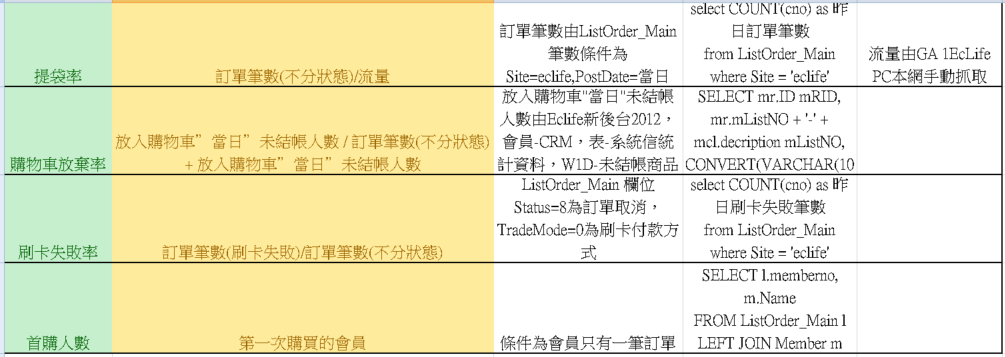 提袋率
訂單筆數(不分狀態)/流量
訂單筆數由ListOrder_Main
筆數條件為
Site=eclife,PostDate=當日
select COUNT(cno) as 昨
日訂單筆數
from ListOrder_Main
where Site = 'eclife'
流量由GA 1EcLife
PC本網手動抓取
購物車放棄率
放入購物車”當日”未結帳人數 / 訂單筆數(不分狀態)
+ 放入購物車”當日”未結帳人數
放入購物車"當日"未結帳
人數由Eclife新後台2012，
會員-CRM，表-系統信統
計資料，W1D-未結帳商品
SELECT mr.ID mRID,
mr.mListNO + '-' +
mcl.decription mListNO,
CONVERT(VARCHAR(10
刷卡失敗率
訂單筆數(刷卡失敗)/訂單筆數(不分狀態)
ListOrder_Main 欄位
Status=8為訂單取消，
TradeMode=0為刷卡付款方
式
select COUNT(cno) as 昨
日刷卡失敗筆數
from ListOrder_Main
where Site = 'eclife'
首購人數
第一次購買的會員
條件為會員只有一筆訂單
SELECT l.memberno,
m.Name
FROM ListOrder_Main l
LEFT JOIN Member m